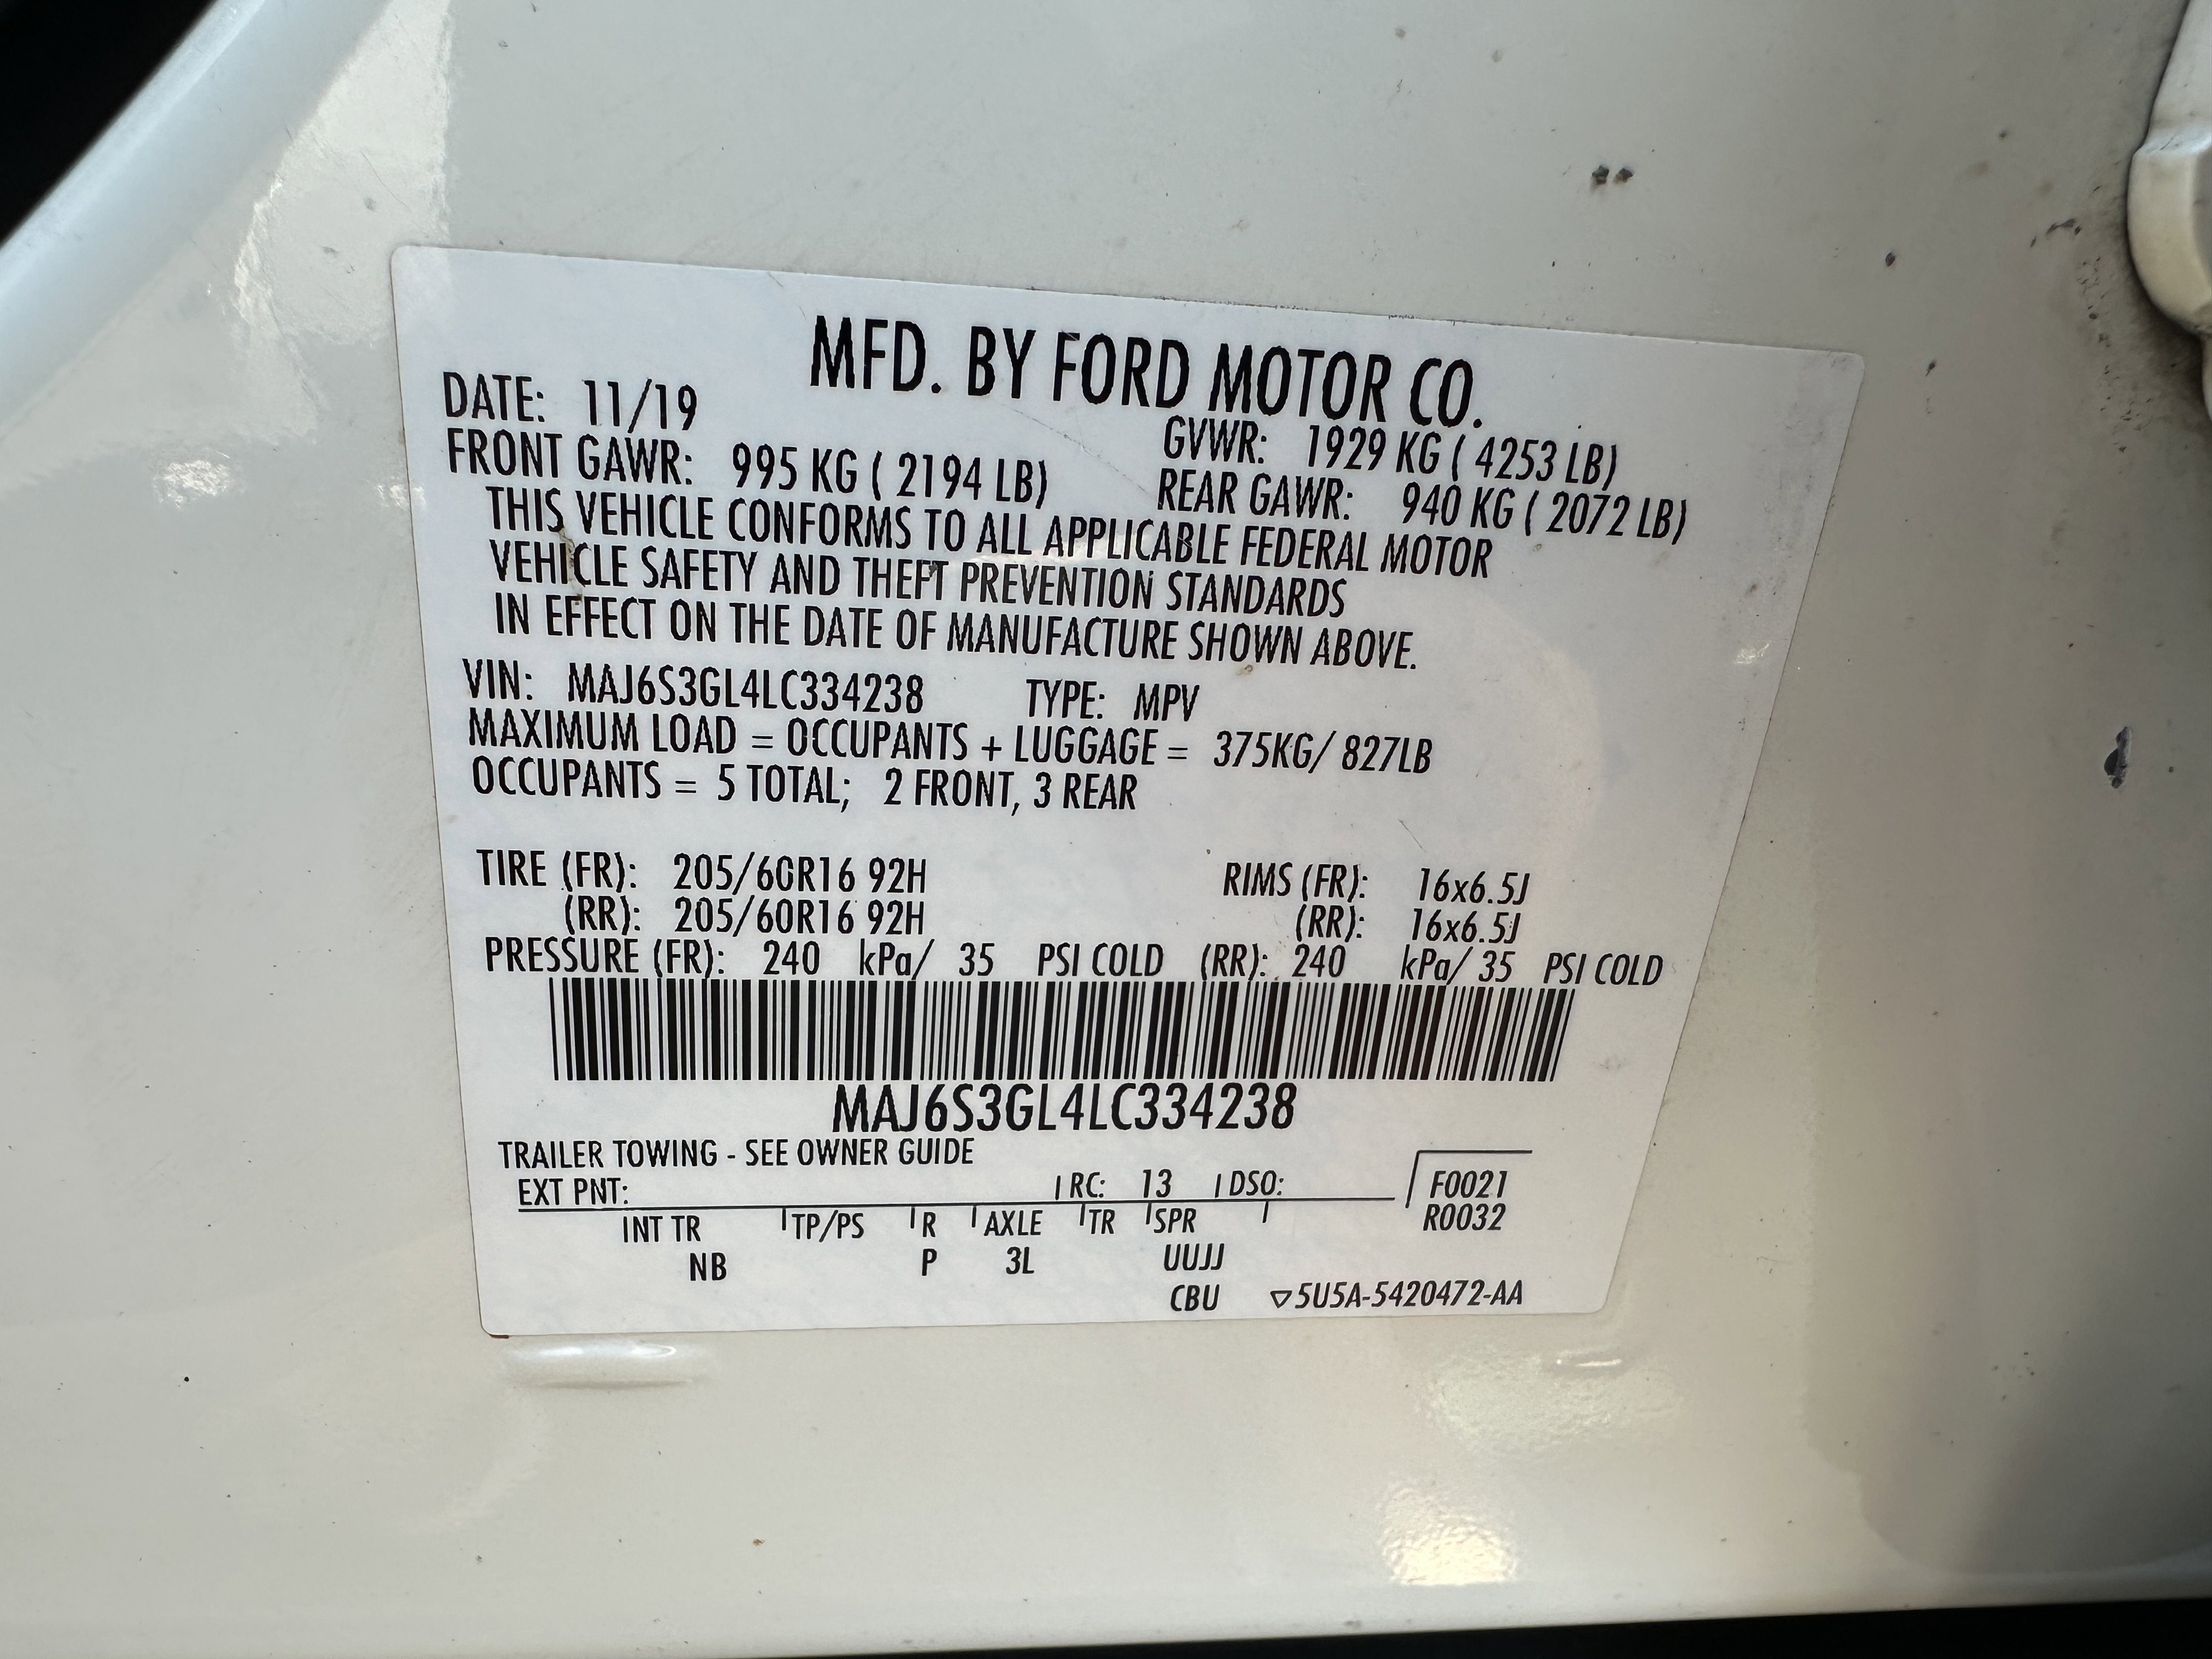 MFD. BY FORD MOTOR CO.
DATE: 11/19
GVWR: 1929 KG ( 4253 LB)
FRONT GAWR: 995 KG ( 2194 LB) REAR GAWR: 940 KG ( 2072 LB)
THIS VEHICLE CONFORMS TO ALL APPLICABLE FEDERAL MOTOR
VEHICLE SAFETY AND THEFT PREVENTION STANDARDS
IN EFFECT ON THE DATE OF MANUFACTURE SHOWN ABOVE.
VIN: MAJ6S3GL4LC334238 TYPE: MPV
MAXIMUM LOAD = OCCUPANTS + LUGGAGE = 375KG/ 827LB
OCCUPANTS = 5 TOTAL; 2 FRONT, 3 REAR
TIRE (FR): 205/60R16 92H RIMS (FR): 16x6.5J
(RR): 205/60R16 92H (RR): 16x6.5J
PRESSURE (FR): 240 kPa/ 35 PSI COLD (RR): 240 kPa/ 35 PSI COLD
MAJ6S3GL4LC334238
TRAILER TOWING - SEE OWNER GUIDE
EXT PNT: RC: 13 DSO: F0021
INT TR TP/PS R AXLE TR SPR R0032
NB P 3L UUJJ
CBU ▽5U5A-5420472-AA